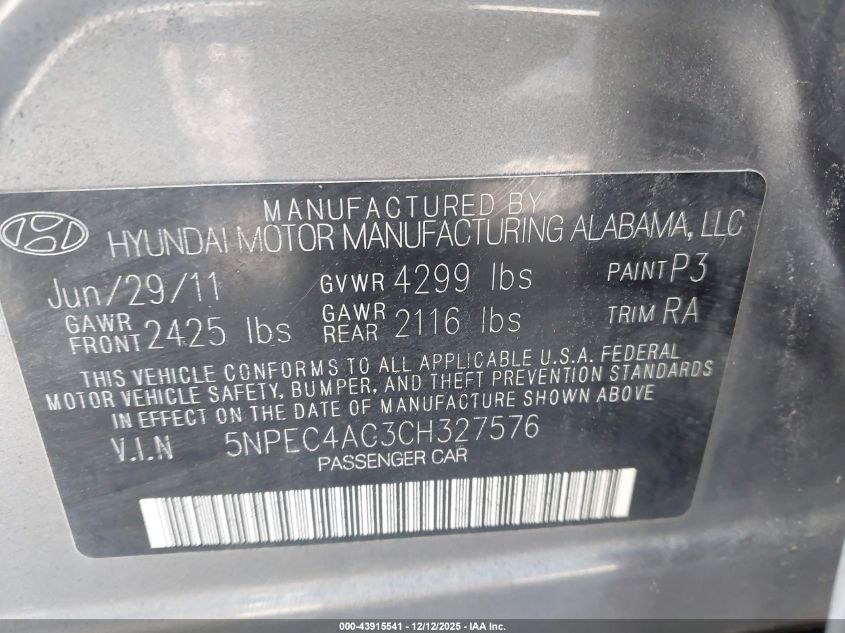 MANUFACTURED BY
HYUNDAI MOTOR MANUFACTURING ALABAMA, LLC
Jun/29/11 GVWR 4299 lbs PAINT P3
GAWR FRONT 2425 lbs GAWR REAR 2116 lbs TRIM RA
THIS VEHICLE CONFORMS TO ALL APPLICABLE U.S.A. FEDERAL
MOTOR VEHICLE SAFETY, BUMPER, AND THEFT PREVENTION STANDARDS
IN EFFECT ON THE DATE OF MANUFACTURE SHOWN ABOVE
V.I.N 5NPEC4AC3CH327576
PASSENGER CAR
000-43915541 - 12/12/2025 - IAA Inc.